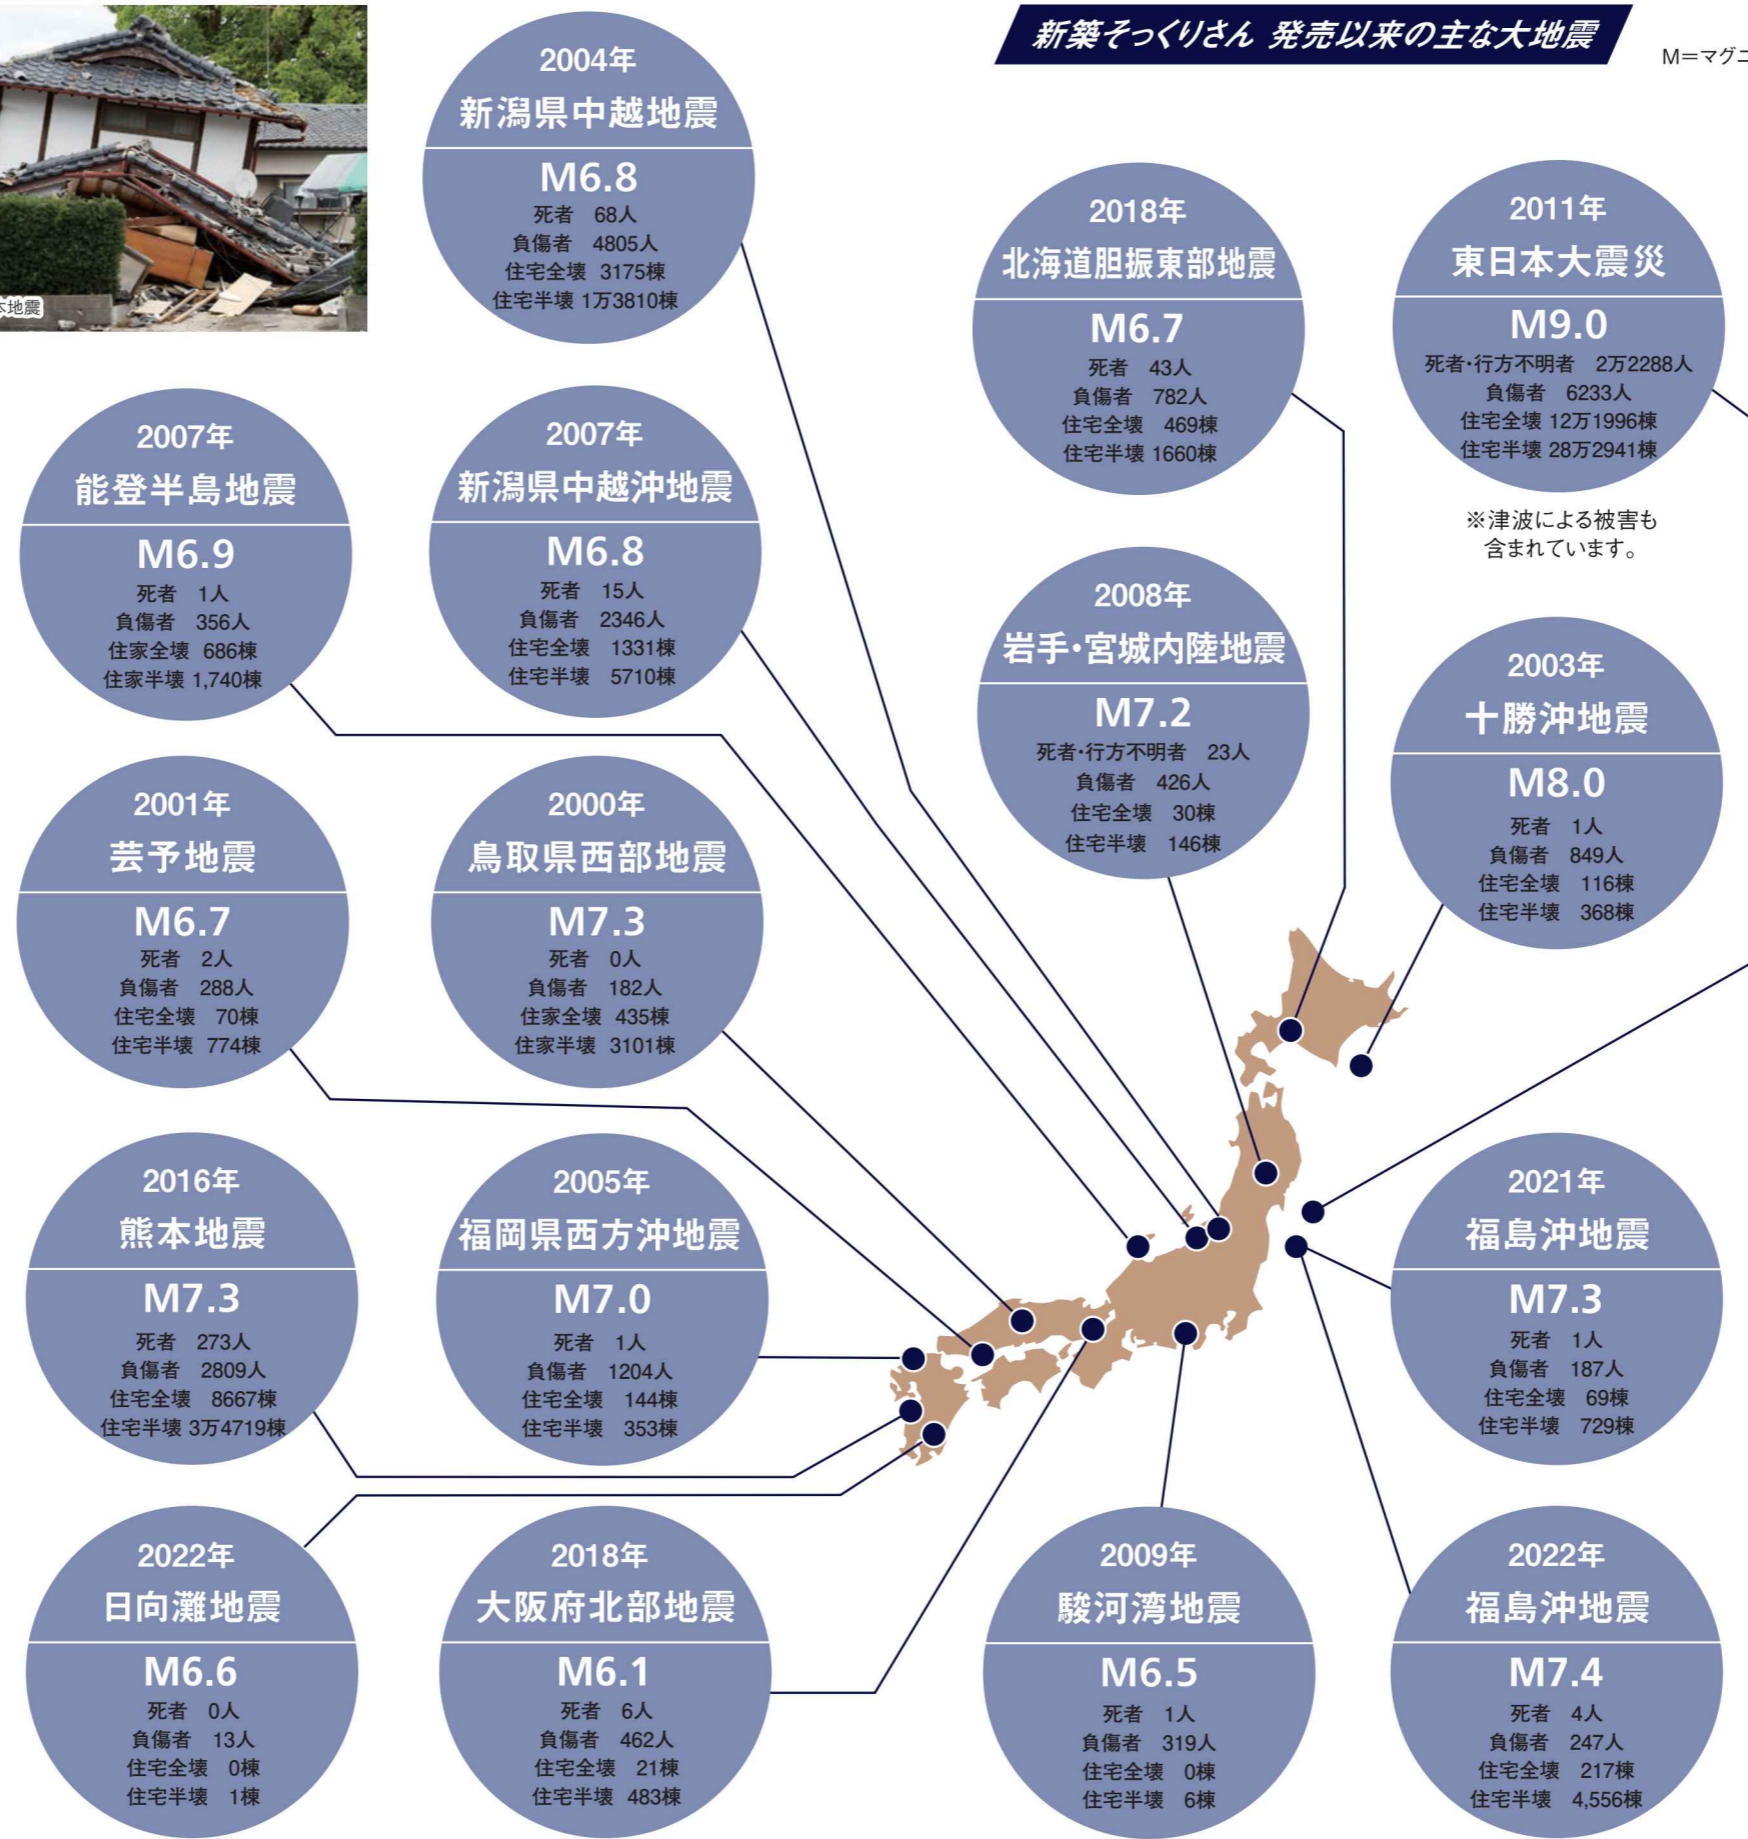 新築そっくりさん 発売以来の主な大地震
M=マグニ
本地震
2004年
新潟県中越地震
M6.8
死者 68人
負傷者 4805人
住宅全壊 3175棟
住宅半壊 1万3810棟
2018年
北海道胆振東部地震
M6.7
死者 43人
負傷者 782人
住宅全壊 469棟
住宅半壊 1660棟
2011年
東日本大震災
M9.0
死者・行方不明者 2万2288人
負傷者 6233人
住宅全壊 12万1996棟
住宅半壊 28万2941棟
※津波による被害も
含まれています。
2007年
能登半島地震
M6.9
死者 1人
負傷者 356人
住家全壊 686棟
住家半壊 1,740棟
2007年
新潟県中越沖地震
M6.8
死者 15人
負傷者 2346人
住宅全壊 1331棟
住宅半壊 5710棟
2008年
岩手・宮城内陸地震
M7.2
死者・行方不明者 23人
負傷者 426人
住宅全壊 30棟
住宅半壊 146棟
2003年
十勝沖地震
M8.0
死者 1人
負傷者 849人
住宅全壊 116棟
住宅半壊 368棟
2001年
芸予地震
M6.7
死者 2人
負傷者 288人
住宅全壊 70棟
住宅半壊 774棟
2000年
鳥取県西部地震
M7.3
死者 0人
負傷者 182人
住家全壊 435棟
住家半壊 3101棟
2016年
熊本地震
M7.3
死者 273人
負傷者 2809人
住宅全壊 8667棟
住宅半壊 3万4719棟
2005年
福岡県西方沖地震
M7.0
死者 1人
負傷者 1204人
住宅全壊 144棟
住宅半壊 353棟
2021年
福島沖地震
M7.3
死者 1人
負傷者 187人
住宅全壊 69棟
住宅半壊 729棟
2022年
日向灘地震
M6.6
死者 0人
負傷者 13人
住宅全壊 0棟
住宅半壊 1棟
2018年
大阪府北部地震
M6.1
死者 6人
負傷者 462人
住宅全壊 21棟
住宅半壊 483棟
2009年
駿河湾地震
M6.5
死者 1人
負傷者 319人
住宅全壊 0棟
住宅半壊 6棟
2022年
福島沖地震
M7.4
死者 4人
負傷者 247人
住宅全壊 217棟
住宅半壊 4,556棟